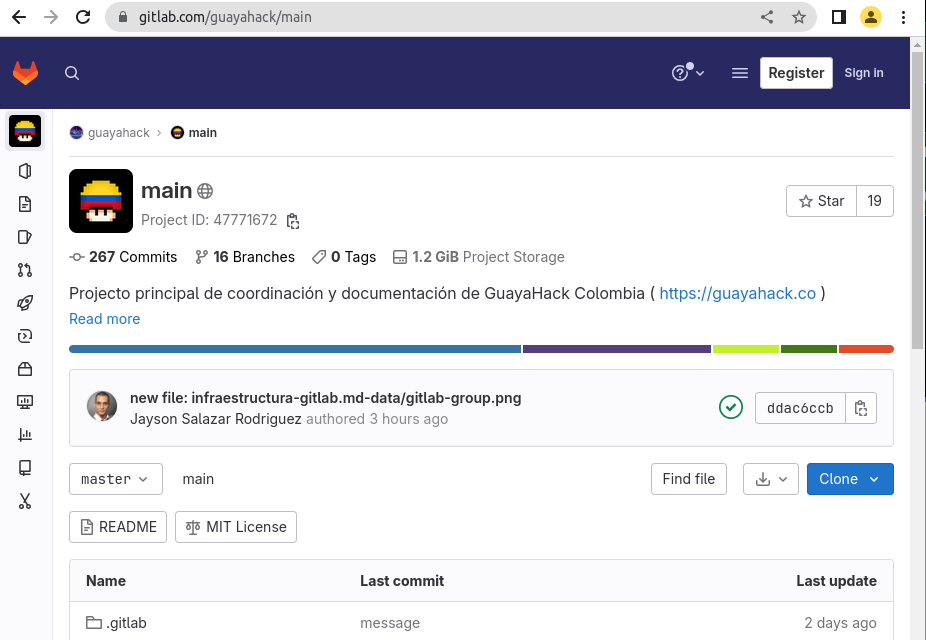 gitlab.com/guayahack/main
Register
Sign in
guayahack › main
main
Project ID: 47771672
Star 19
267 Commits 16 Branches 0 Tags 1.2 GiB Project Storage
Projecto principal de coordinación y documentación de GuayaHack Colombia ( https://guayahack.co )
Read more
new file: infraestructura-gitlab.md-data/gitlab-group.png
Jayson Salazar Rodriguez authored 3 hours ago
ddac6ccb
master main Find file Clone
README MIT License
Name Last commit Last update
.gitlab message 2 days ago